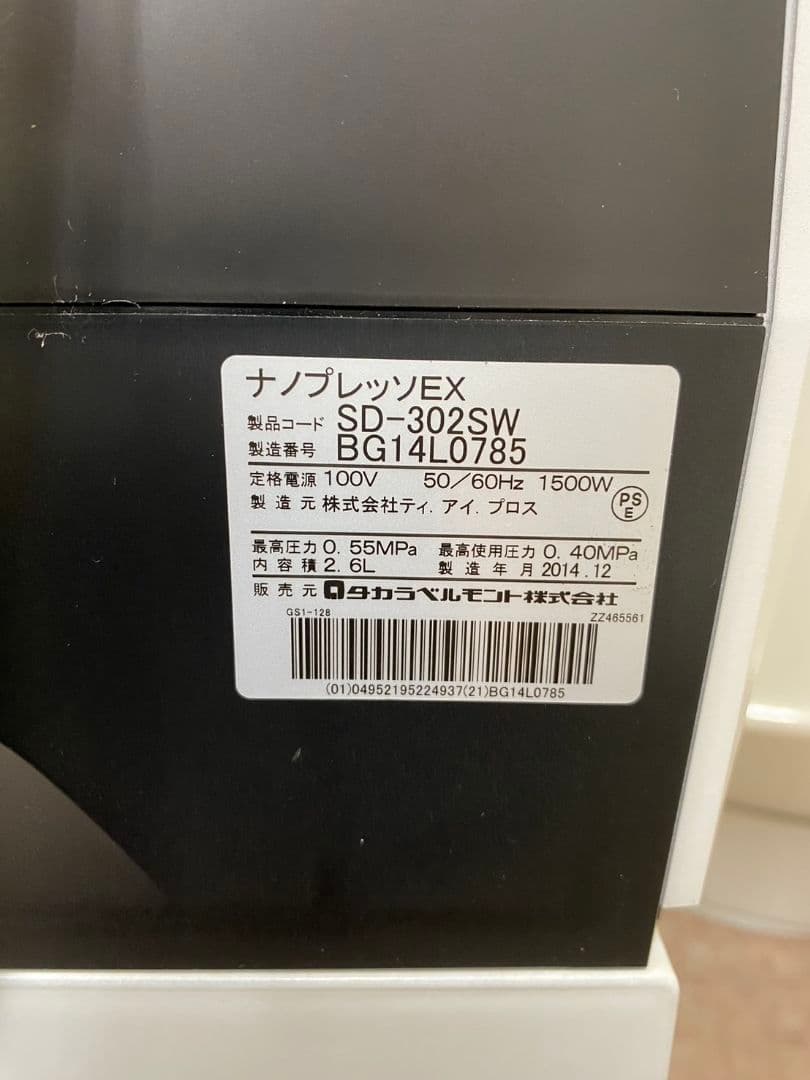 ナノプレッソEX
製品コード SD-302SW
製造番号 BG14L0785
定格電源 100V 50/60Hz 1500W
製造元 株式会社ティ.アイ.プロス
PS
E
最高圧力 0.55MPa 最高使用圧力 0.40MPa
内容積 2.6L 製造年月 2014.12
販売元 タカラベルモント株式会社
GS1-128 ZZ465561
(01)04952195224937(21)BG14L0785